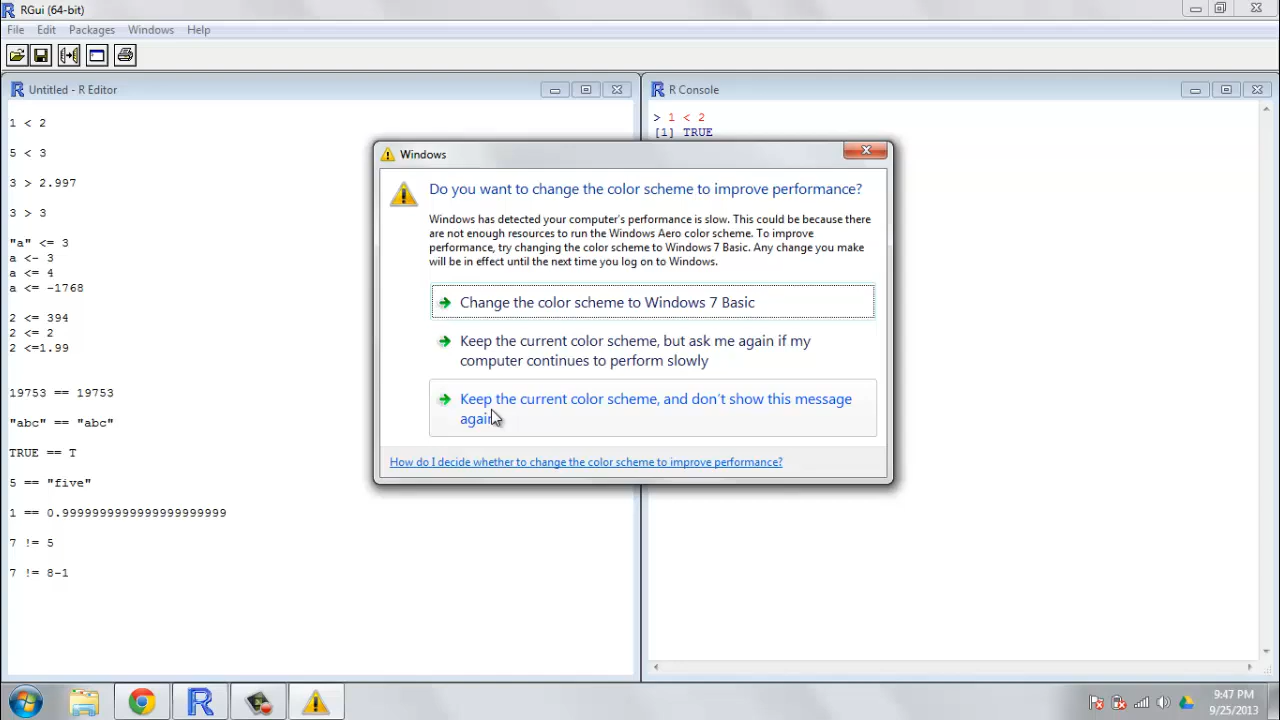 RGui (64-bit)
File Edit Packages Windows Help
Untitled - R Editor
1 < 2
5 < 3
3 > 2.997
3 > 3
"a" <= 3
a <- 3
a <= 4
a <= -1768
2 <= 394
2 <= 2
2 <=1.99
19753 == 19753
"abc" == "abc"
TRUE == T
5 == "five"
1 == 0.9999999999999999999999
7 != 5
7 != 8-1
R Console
> 1 < 2
[1] TRUE
Windows
Do you want to change the color scheme to improve performance?
Windows has detected your computer's performance is slow. This could be because there
are not enough resources to run the Windows Aero color scheme. To improve
performance, try changing the color scheme to Windows 7 Basic. Any change you make
will be in effect until the next time you log on to Windows.
Change the color scheme to Windows 7 Basic
Keep the current color scheme, but ask me again if my
computer continues to perform slowly
Keep the current color scheme, and don't show this message
again
How do I decide whether to change the color scheme to improve performance?
9:47 PM
9/25/2013